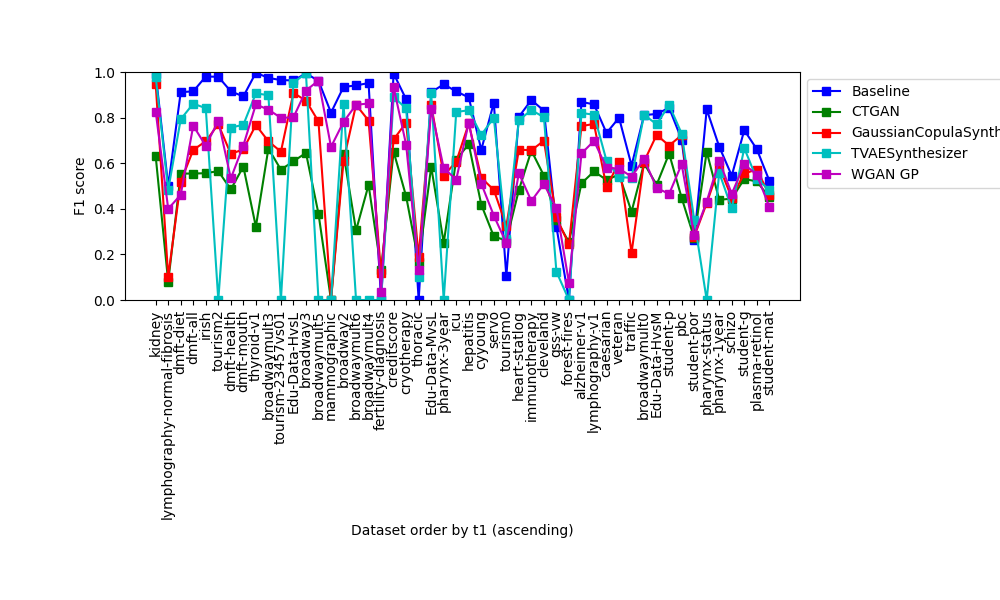 1.0
0.8
0.6
0.4
0.2
0.0
F1 score
Baseline
CTGAN
GaussianCopulaSynth
TVAESynthesizer
WGAN GP
kidney
lymphography-normal-fibrosis
dmft-diet
dmft-all
irish
tourism2
dmft-health
dmft-mouth
thyroid-v1
broadwaymult3
tourism-23457vs01
Edu-Data-HvsL
broadway3
broadwaymult5
mammographic
broadway2
broadwaymult6
broadwaymult4
fertility-diagnosis
creditscore
cryotherapy
thoracic
Edu-Data-MvsL
pharynx-3year
icu
hepatitis
cyyoung
servo
tourism0
heart-statlog
immunotherapy
cleveland
gss-vw
forest-fires
alzheimer-v1
lymphography-v1
caesarian
veteran
traffic
broadwaymult0
Edu-Data-HvsM
student-p
pbc
student-por
pharynx-status
pharynx-1year
schizo
student-g
plasma-retinol
student-mat
Dataset order by t1 (ascending)